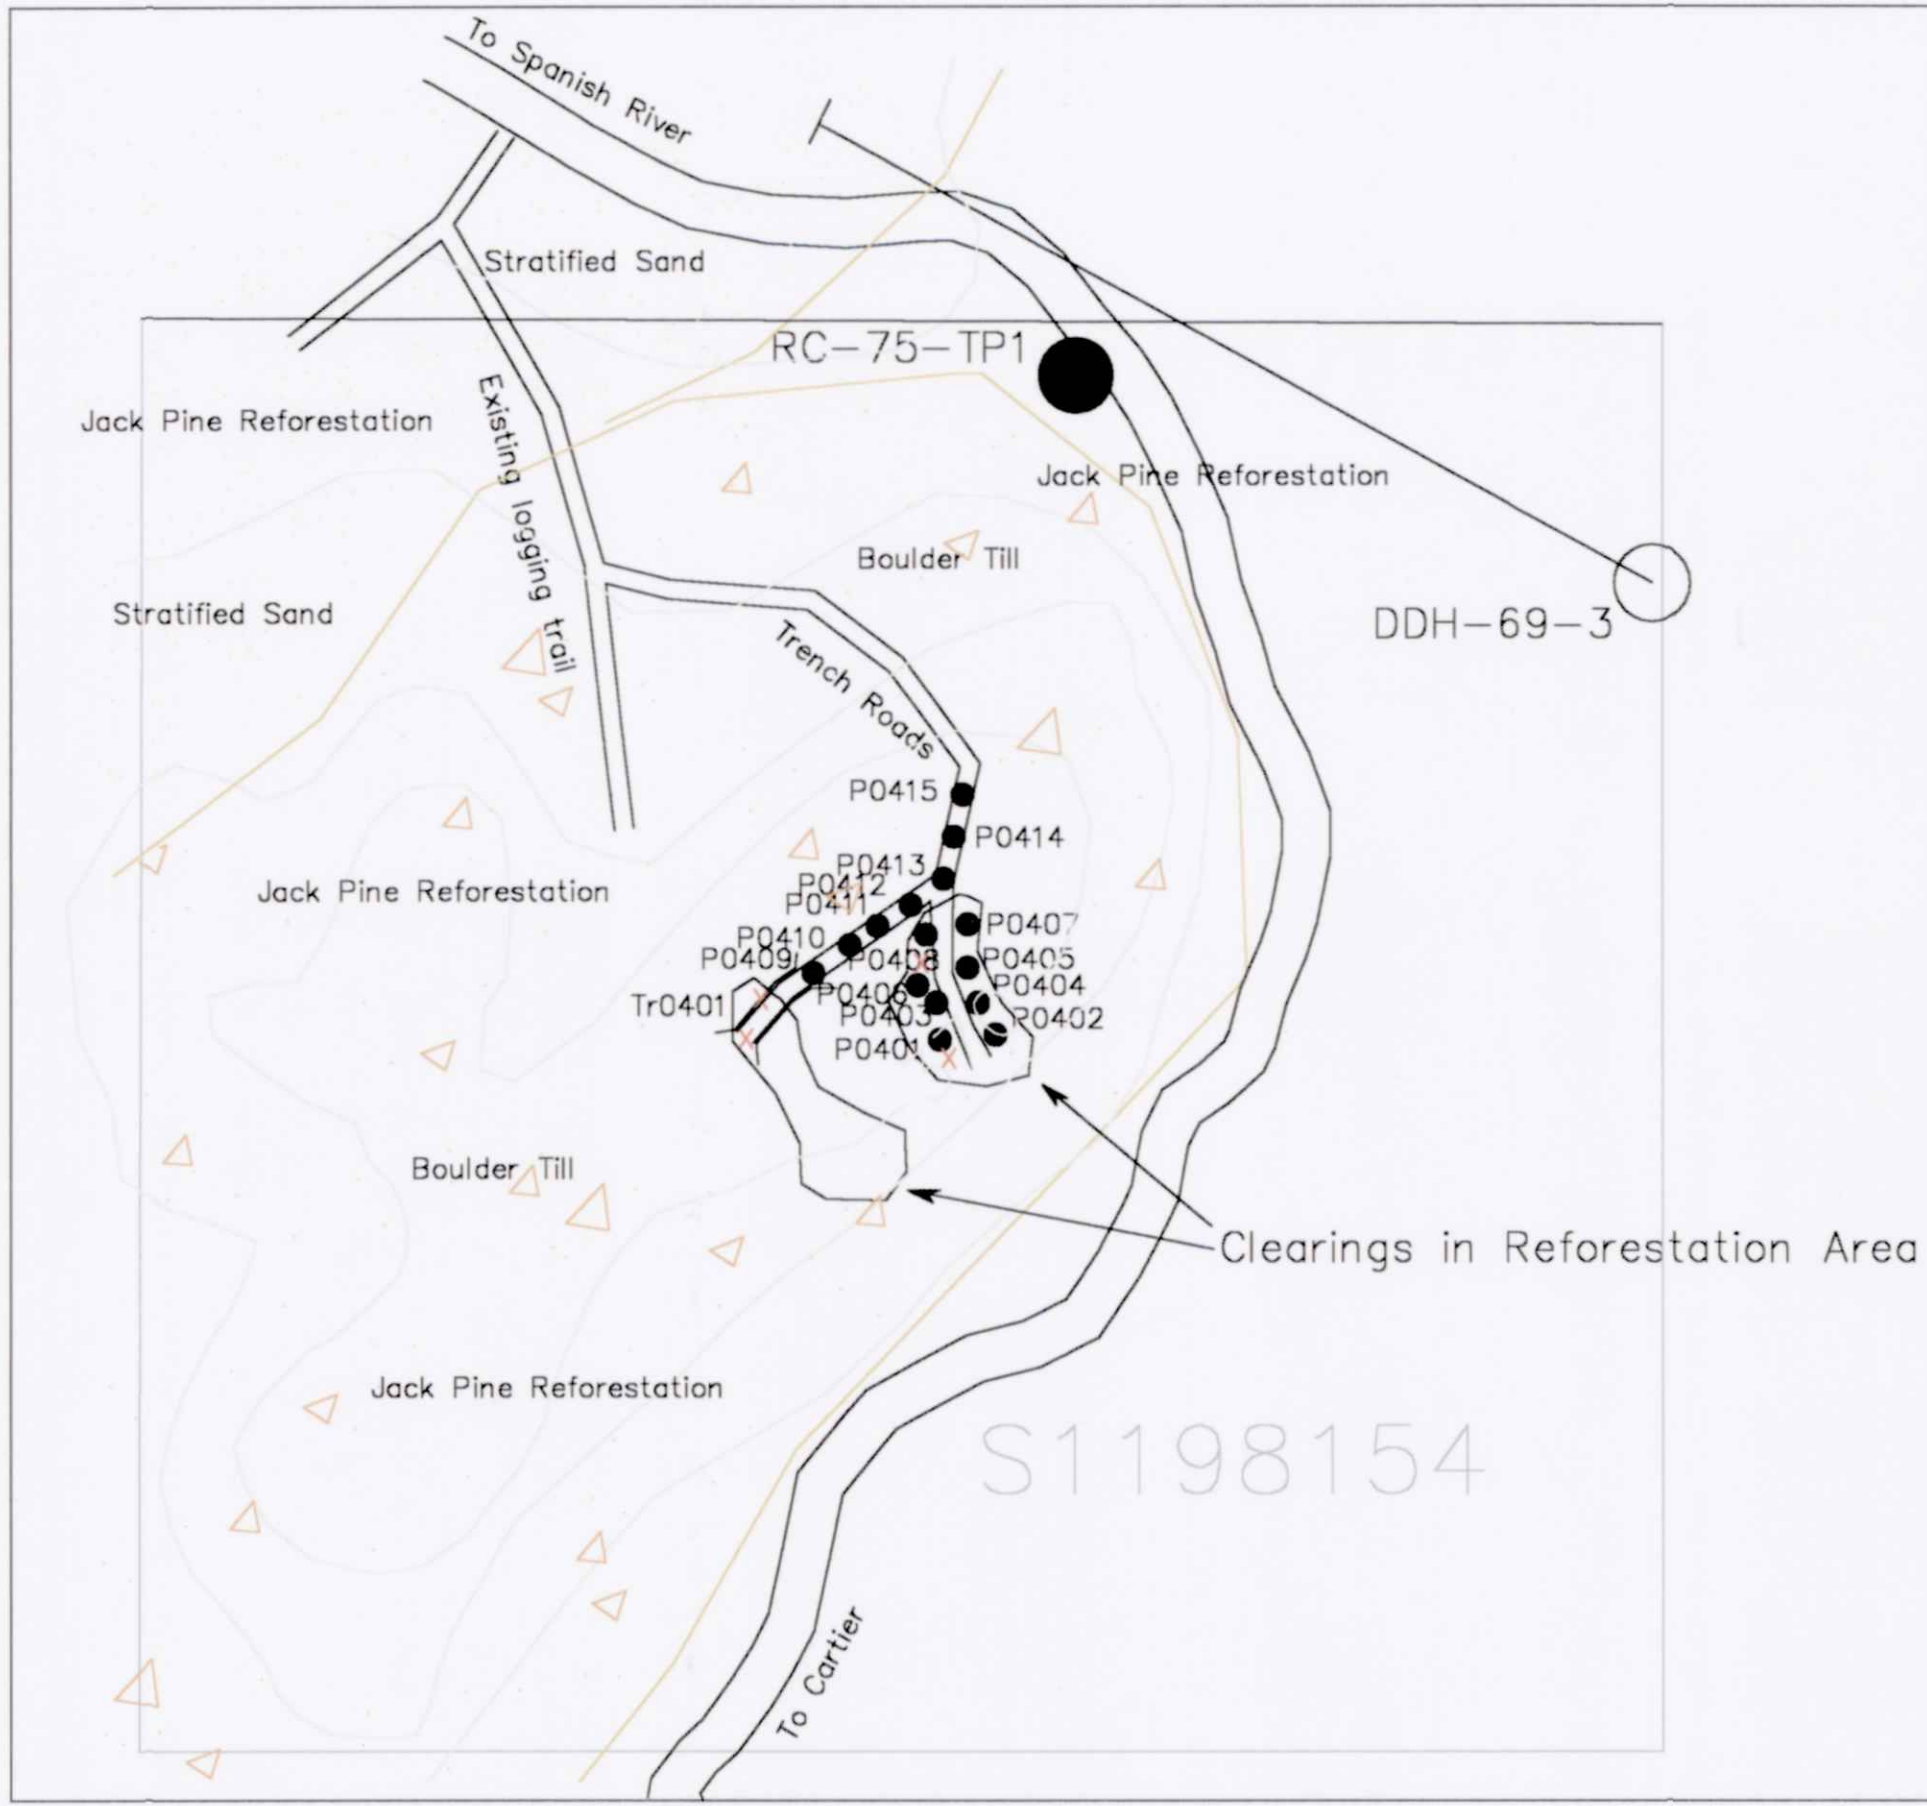 To Spanish River
Stratified Sand
RC-75-TP1
Jack Pine Reforestation
Existing logging trail
Jack Pine Reforestation
Boulder Till
Stratified Sand
DDH-69-3
Trench Roads
P0415
P0414
P0413
P0412
P0411
Jack Pine Reforestation
P0407
P0410
P0409
P0408
P0405
P0404
P0406
Tr0401
P0403
P0402
P0401
Boulder Till
Clearings in Reforestation Area
Jack Pine Reforestation
S1198154
To Cartier